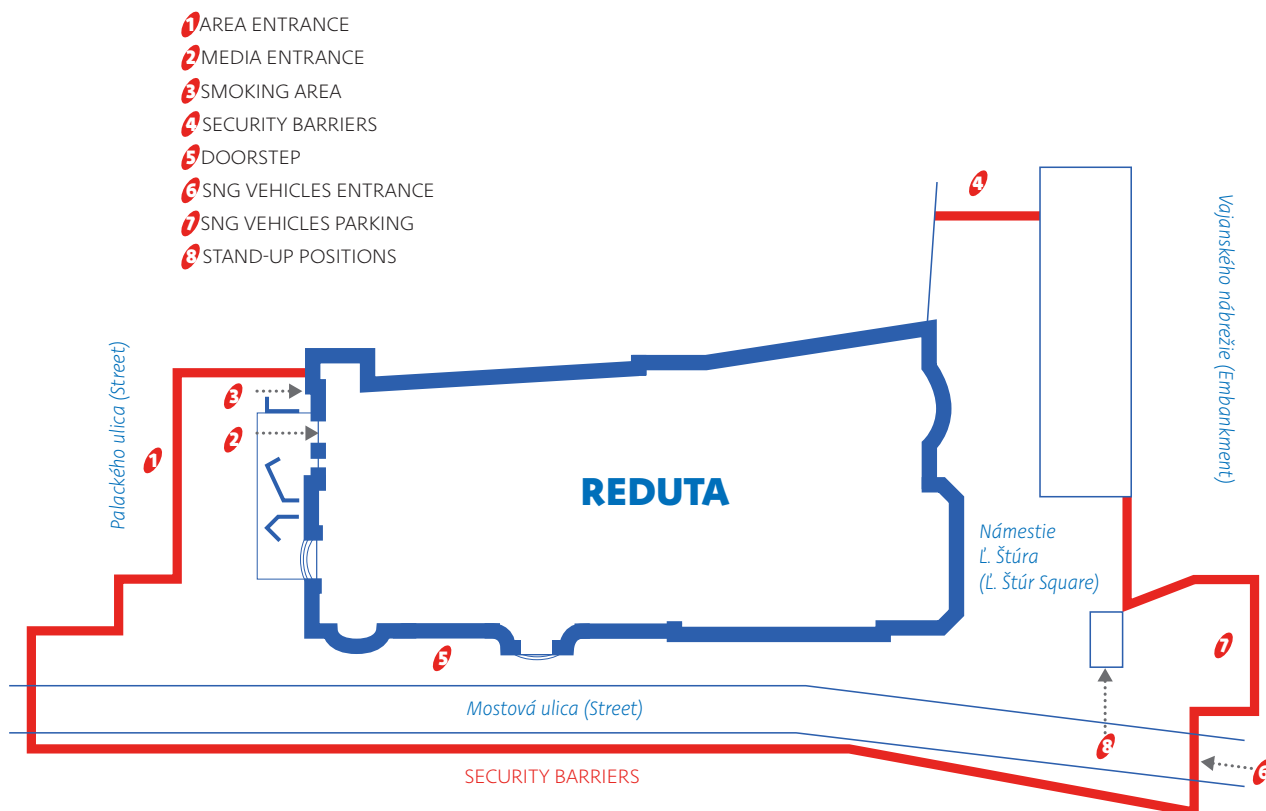 1 AREA ENTRANCE
2 MEDIA ENTRANCE
3 SMOKING AREA
4 SECURITY BARRIERS
5 DOORSTEP
6 SNG VEHICLES ENTRANCE
7 SNG VEHICLES PARKING
8 STAND-UP POSITIONS
4
Vajanského nábrežie (Embankment)
Palackého ulica (Street)
3
2
1
REDUTA
Námestie
Ľ. Štúra
(Ľ. Štúr Square)
5
7
Mostová ulica (Street)
8
6
SECURITY BARRIERS